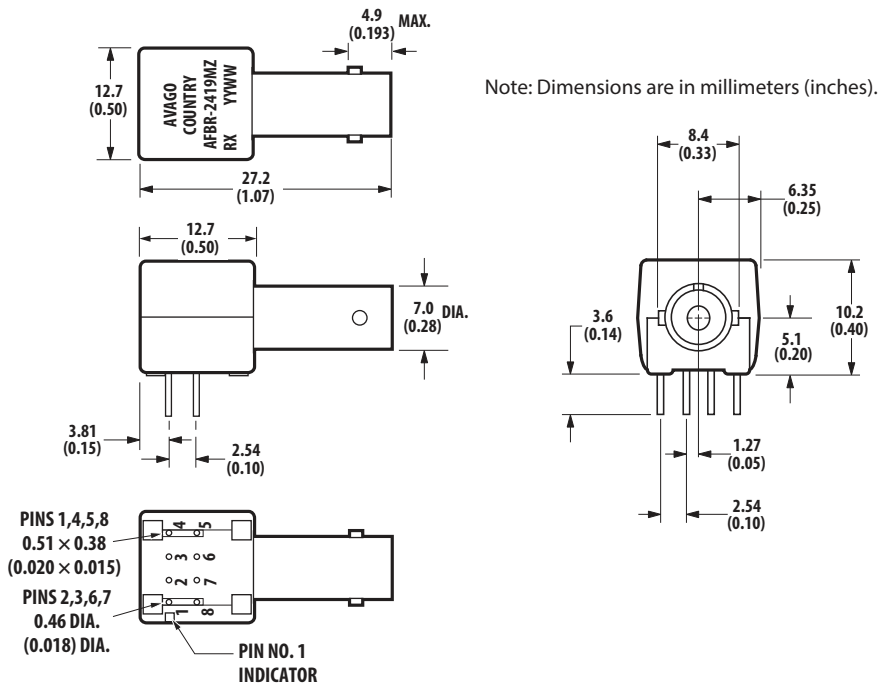 4.9
(0.193)
MAX.
12.7
(0.50)
AVAGO
COUNTRY
AFBR-2419MZ
RX YYWW
27.2
(1.07)
Note: Dimensions are in millimeters (inches).
8.4
(0.33)
6.35
(0.25)
12.7
(0.50)
7.0
(0.28)
DIA.
3.6
(0.14)
10.2
(0.40)
5.1
(0.20)
3.81
(0.15)
2.54
(0.10)
1.27
(0.05)
2.54
(0.10)
PINS 1,4,5,8
0.51 × 0.38
(0.020 × 0.015)
PINS 2,3,6,7
0.46 DIA.
(0.018) DIA.
4 5
3 6
2 7
1 8
PIN NO. 1
INDICATOR